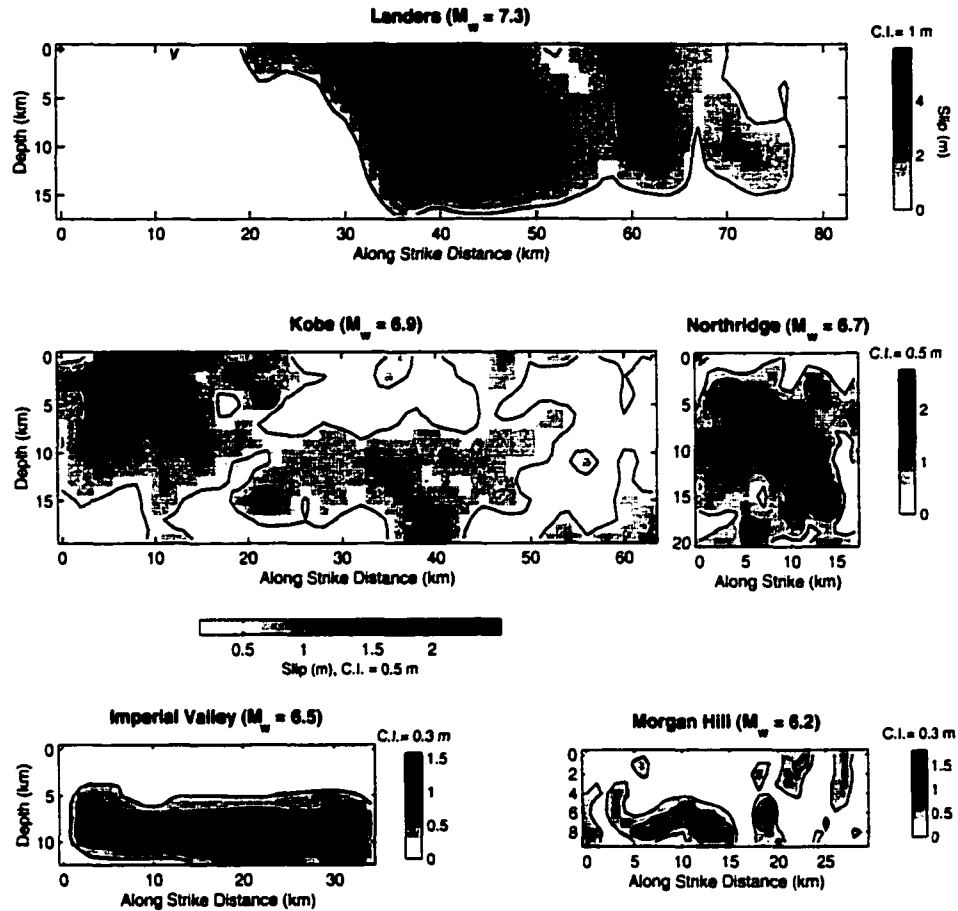 Landers (Mw = 7.3)
C.I. = 1 m
0
5
10
15
Depth (km)
0 10 20 30 40 50 60 70 80
Along Strike Distance (km)
4
2
0
Slip (m)
Kobe (Mw = 6.9)
0
5
10
15
Depth (km)
0 10 20 30 40 50 60
Along Strike Distance (km)
Northridge (Mw = 6.7)
C.I.= 0.5 m
0
5
10
15
20
0 5 10 15
Along Strike (km)
2
1
0
0.5 1 1.5 2
Slip (m), C.I. = 0.5 m
Imperial Valley (Mw = 6.5)
C.I.= 0.3 m
0
5
10
Depth (km)
0 10 20 30
Along Strike Distance (km)
1.5
1
0.5
0
Morgan Hill (Mw = 6.2)
C.I.= 0.3 m
0
2
4
6
8
0 5 10 15 20 25
Along Strike Distance (km)
1.5
1
0.5
0